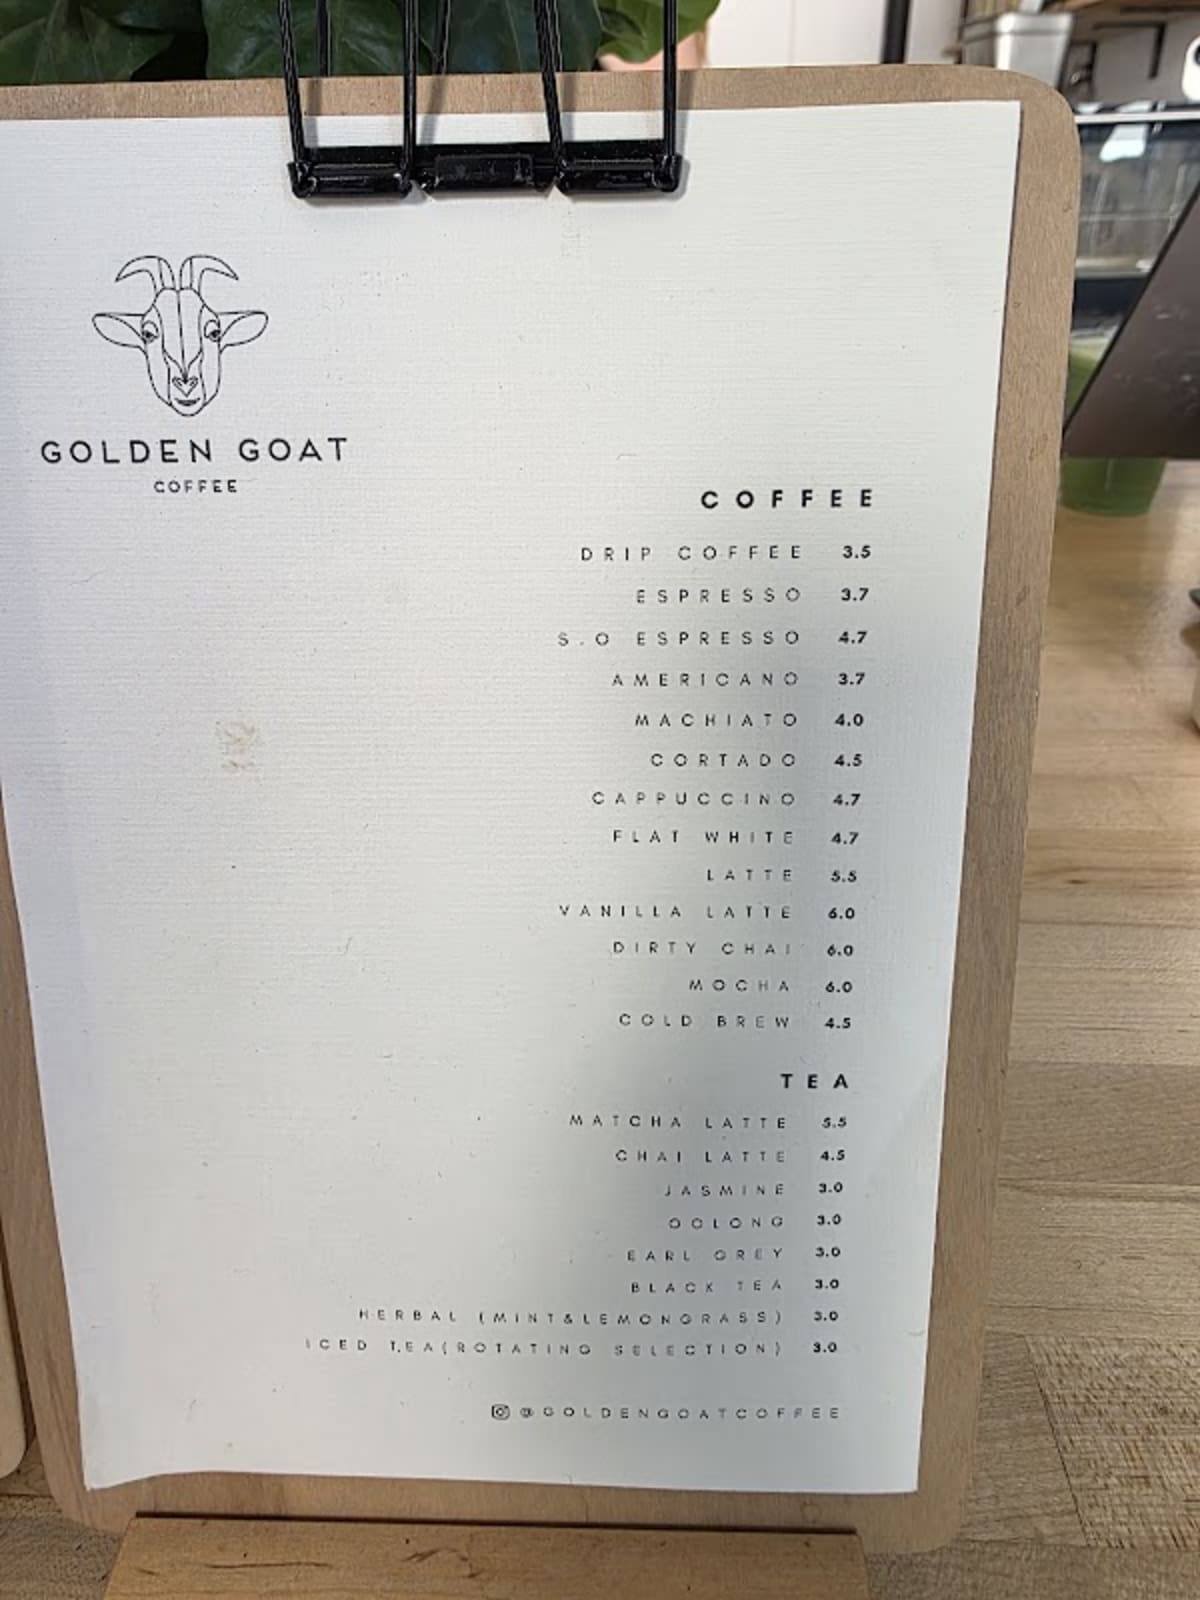 GOLDEN GOAT
COFFEE
COFFEE
DRIP COFFEE 3.5
ESPRESSO 3.7
S.O ESPRESSO 4.7
AMERICANO 3.7
MACHIATO 4.0
CORTADO 4.5
CAPPUCCINO 4.7
FLAT WHITE 4.7
LATTE 5.5
VANILLA LATTE 6.0
DIRTY CHAI 6.0
MOCHA 6.0
COLD BREW 4.5
TEA
MATCHA LATTE 5.5
CHAI LATTE 4.5
JASMINE 3.0
OOLONG 3.0
EARL GREY 3.0
BLACK TEA 3.0
HERBAL (MINT&LEMONGRASS) 3.0
ICED TEA(ROTATING SELECTION) 3.0
@GOLDENGOATCOFFEE